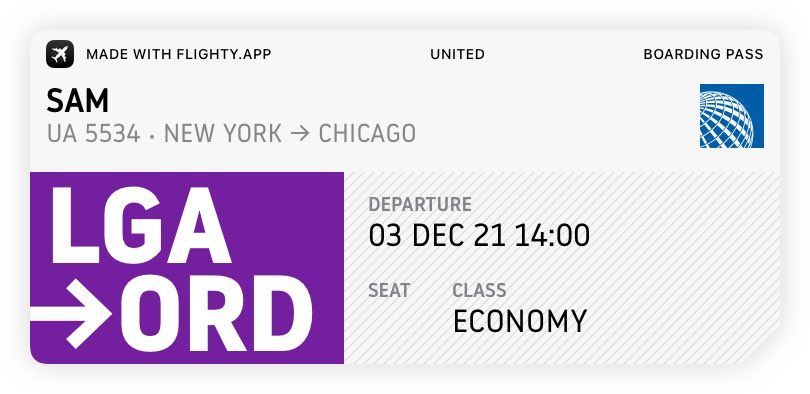 MADE WITH FLIGHTY.APP UNITED BOARDING PASS
SAM
UA 5534 · NEW YORK → CHICAGO
LGA
→ORD
DEPARTURE
03 DEC 21 14:00
SEAT CLASS
ECONOMY